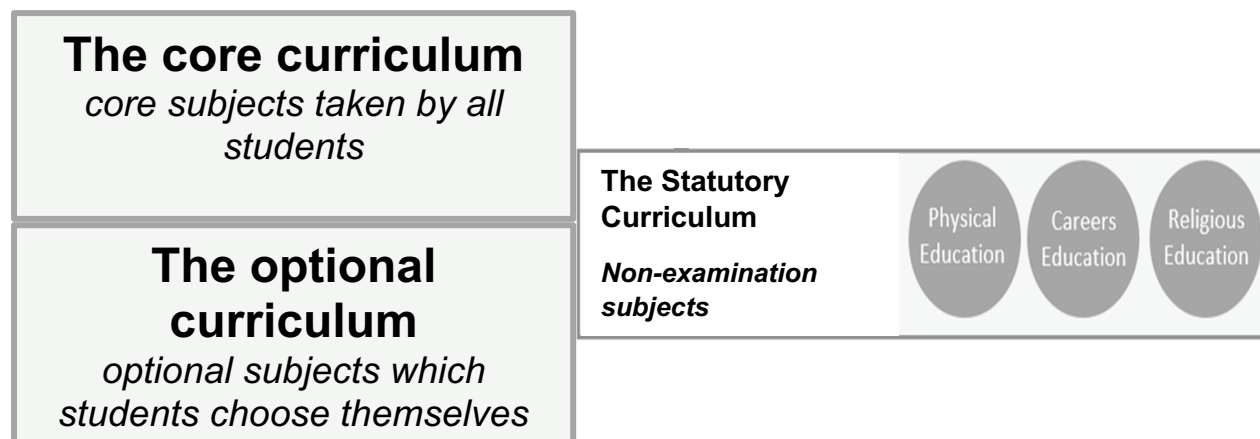 The core curriculum
core subjects taken by all
students
The optional
curriculum
optional subjects which
students choose themselves
The Statutory
Curriculum
Non-examination
subjects
Physical
Education
Careers
Education
Religious
Education